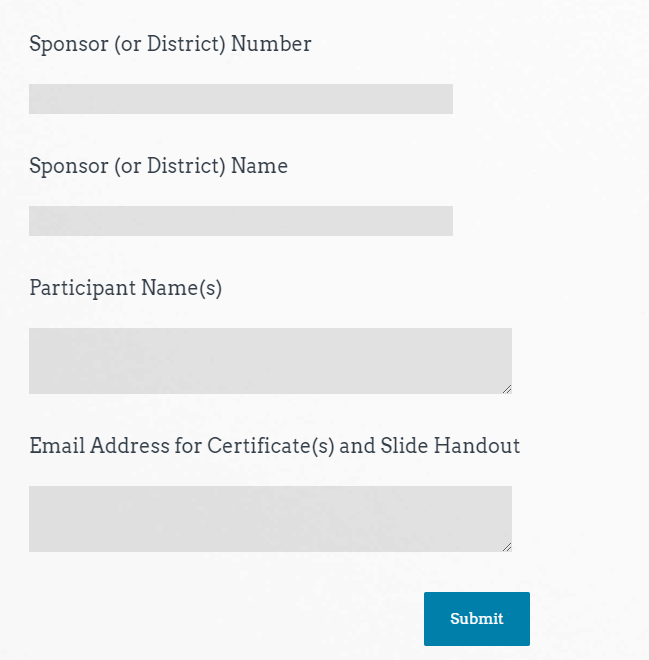 Sponsor (or District) Number
Sponsor (or District) Name
Participant Name(s)
Email Address for Certificate(s) and Slide Handout
Submit